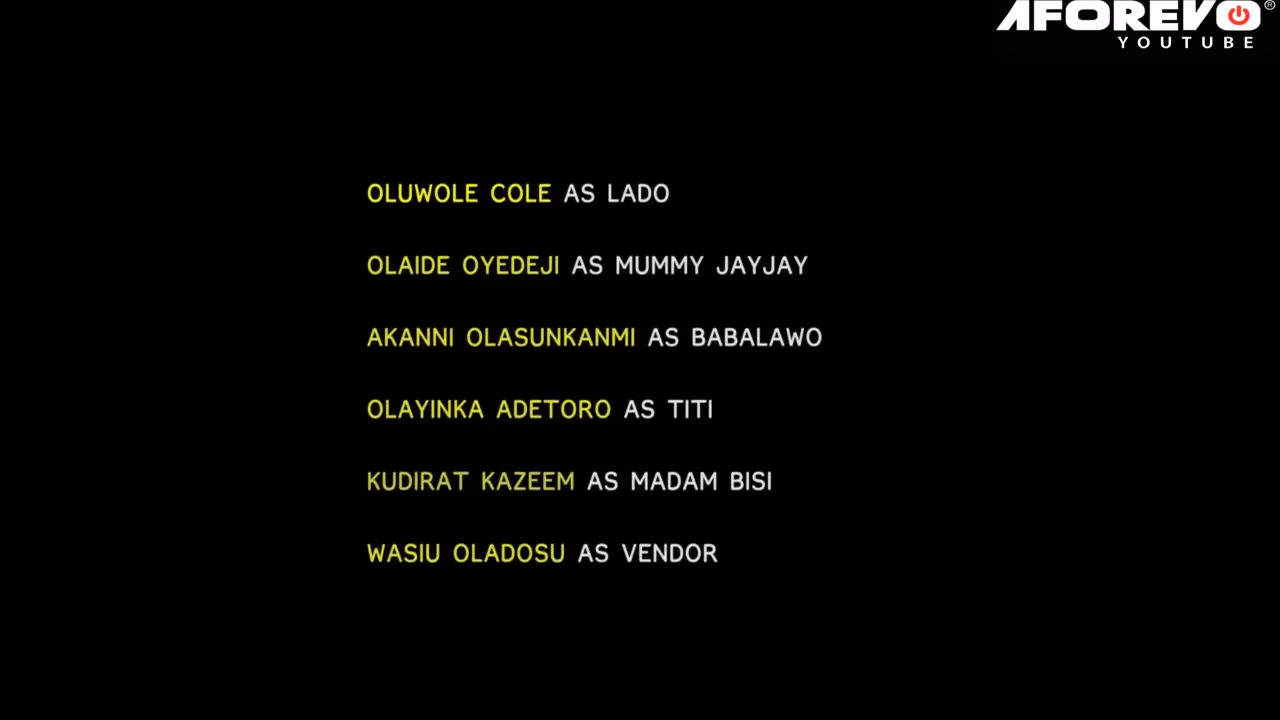 AFOREVO®
YOUTUBE
OLUWOLE COLE AS LADO
OLAIDE OYEDEJI AS MUMMY JAYJAY
AKANNI OLASUNKANMI AS BABALAWO
OLAYINKA ADETORO AS TITI
KUDIRAT KAZEEM AS MADAM BISI
WASIU OLADOSU AS VENDOR